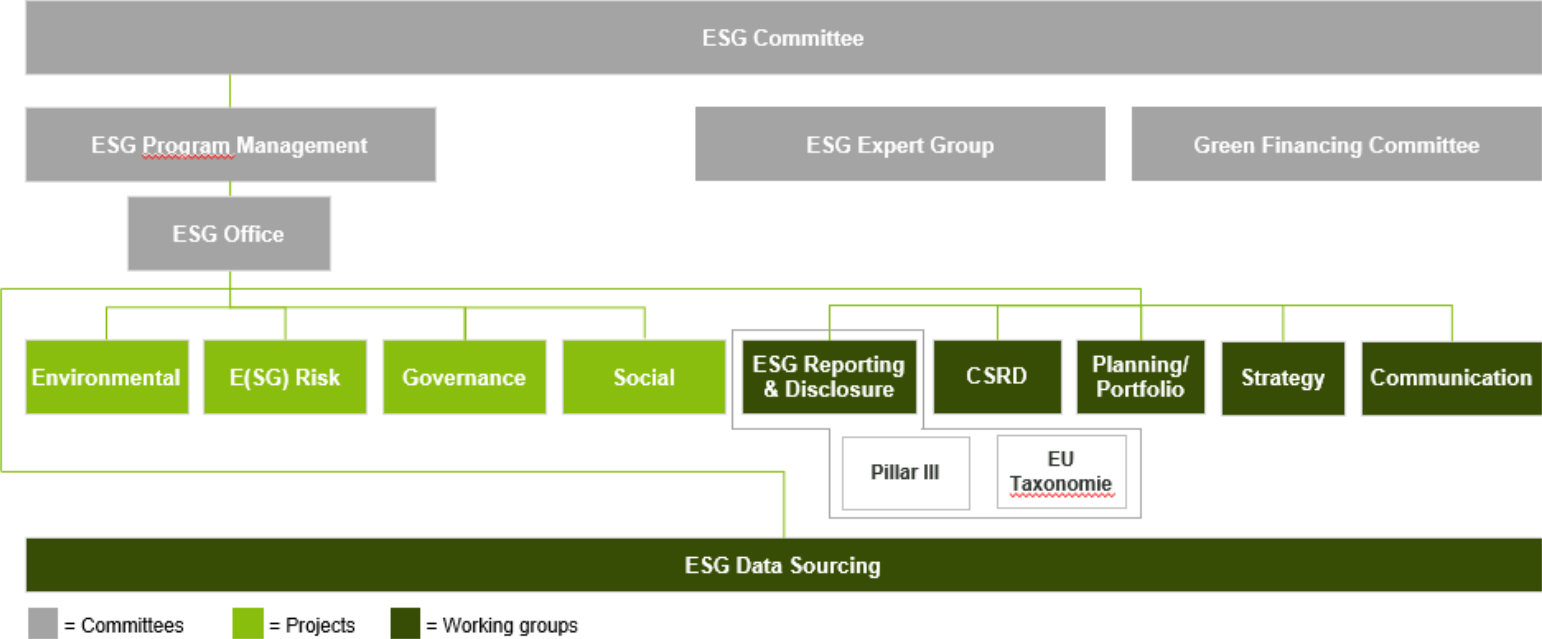 ESG Committee
ESG Program Management
ESG Expert Group
Green Financing Committee
ESG Office
Environmental
E(SG) Risk
Governance
Social
ESG Reporting
& Disclosure
CSRD
Planning/
Portfolio
Strategy
Communication
Pillar III
EU
Taxonomie
ESG Data Sourcing
= Committees
= Projects
= Working groups